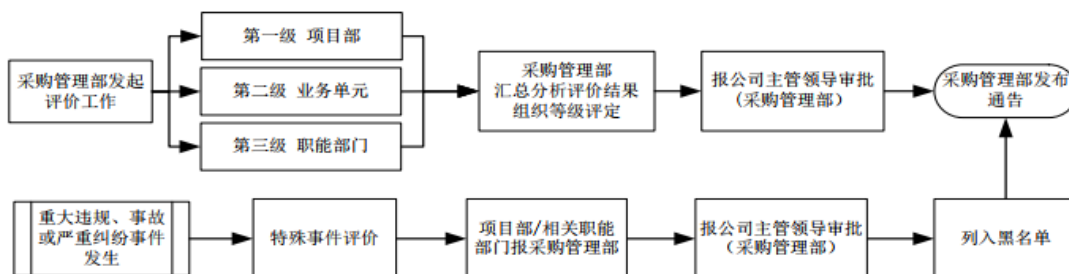 采购管理部发起
评价工作
第一级 项目部
第二级 业务单元
第三级 职能部门
采购管理部
汇总分析评价结果
组织等级评定
报公司主管领导审批
(采购管理部）
采购管理部发布
通告
重大违规、事故
或严重纠纷事件
发生
特殊事件评价
项目部/相关职能
部门报采购管理部
报公司主管领导审批
（采购管理部）
列入黑名单